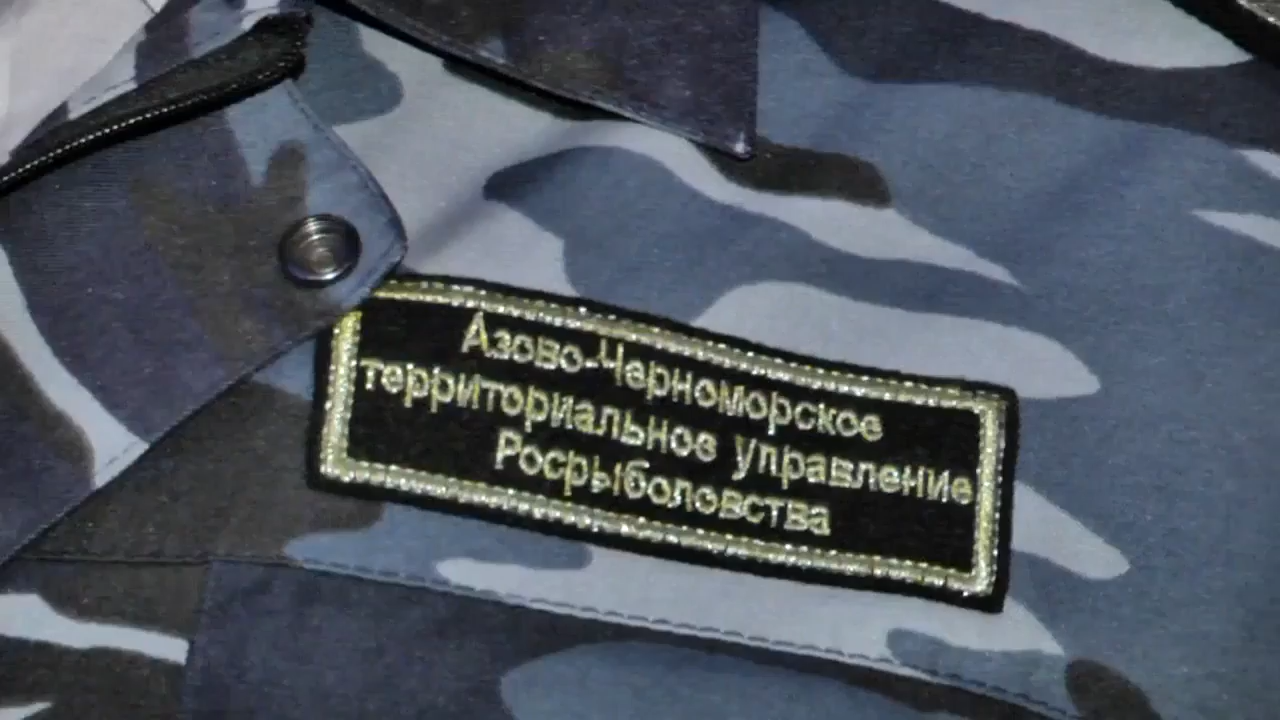 Азово-Черноморское
территориальное управление
Росрыболовства